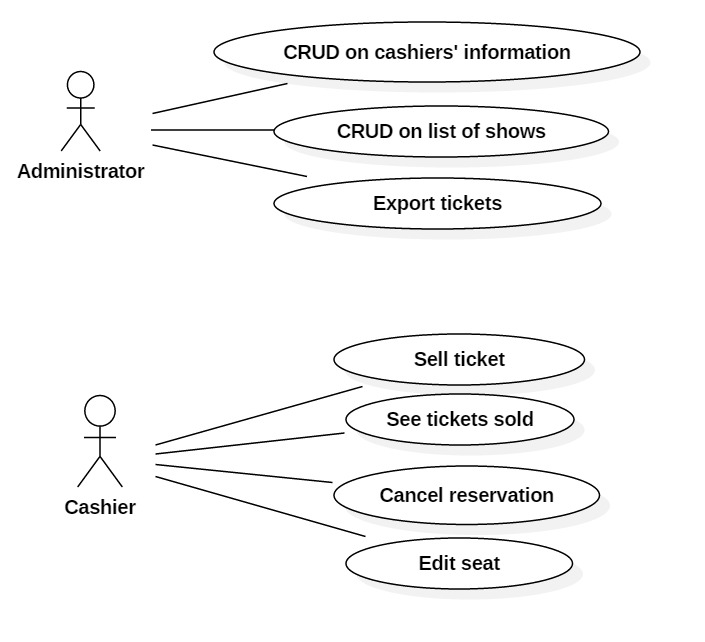 CRUD on cashiers' information
CRUD on list of shows
Administrator
Export tickets
Sell ticket
See tickets sold
Cancel reservation
Cashier
Edit seat